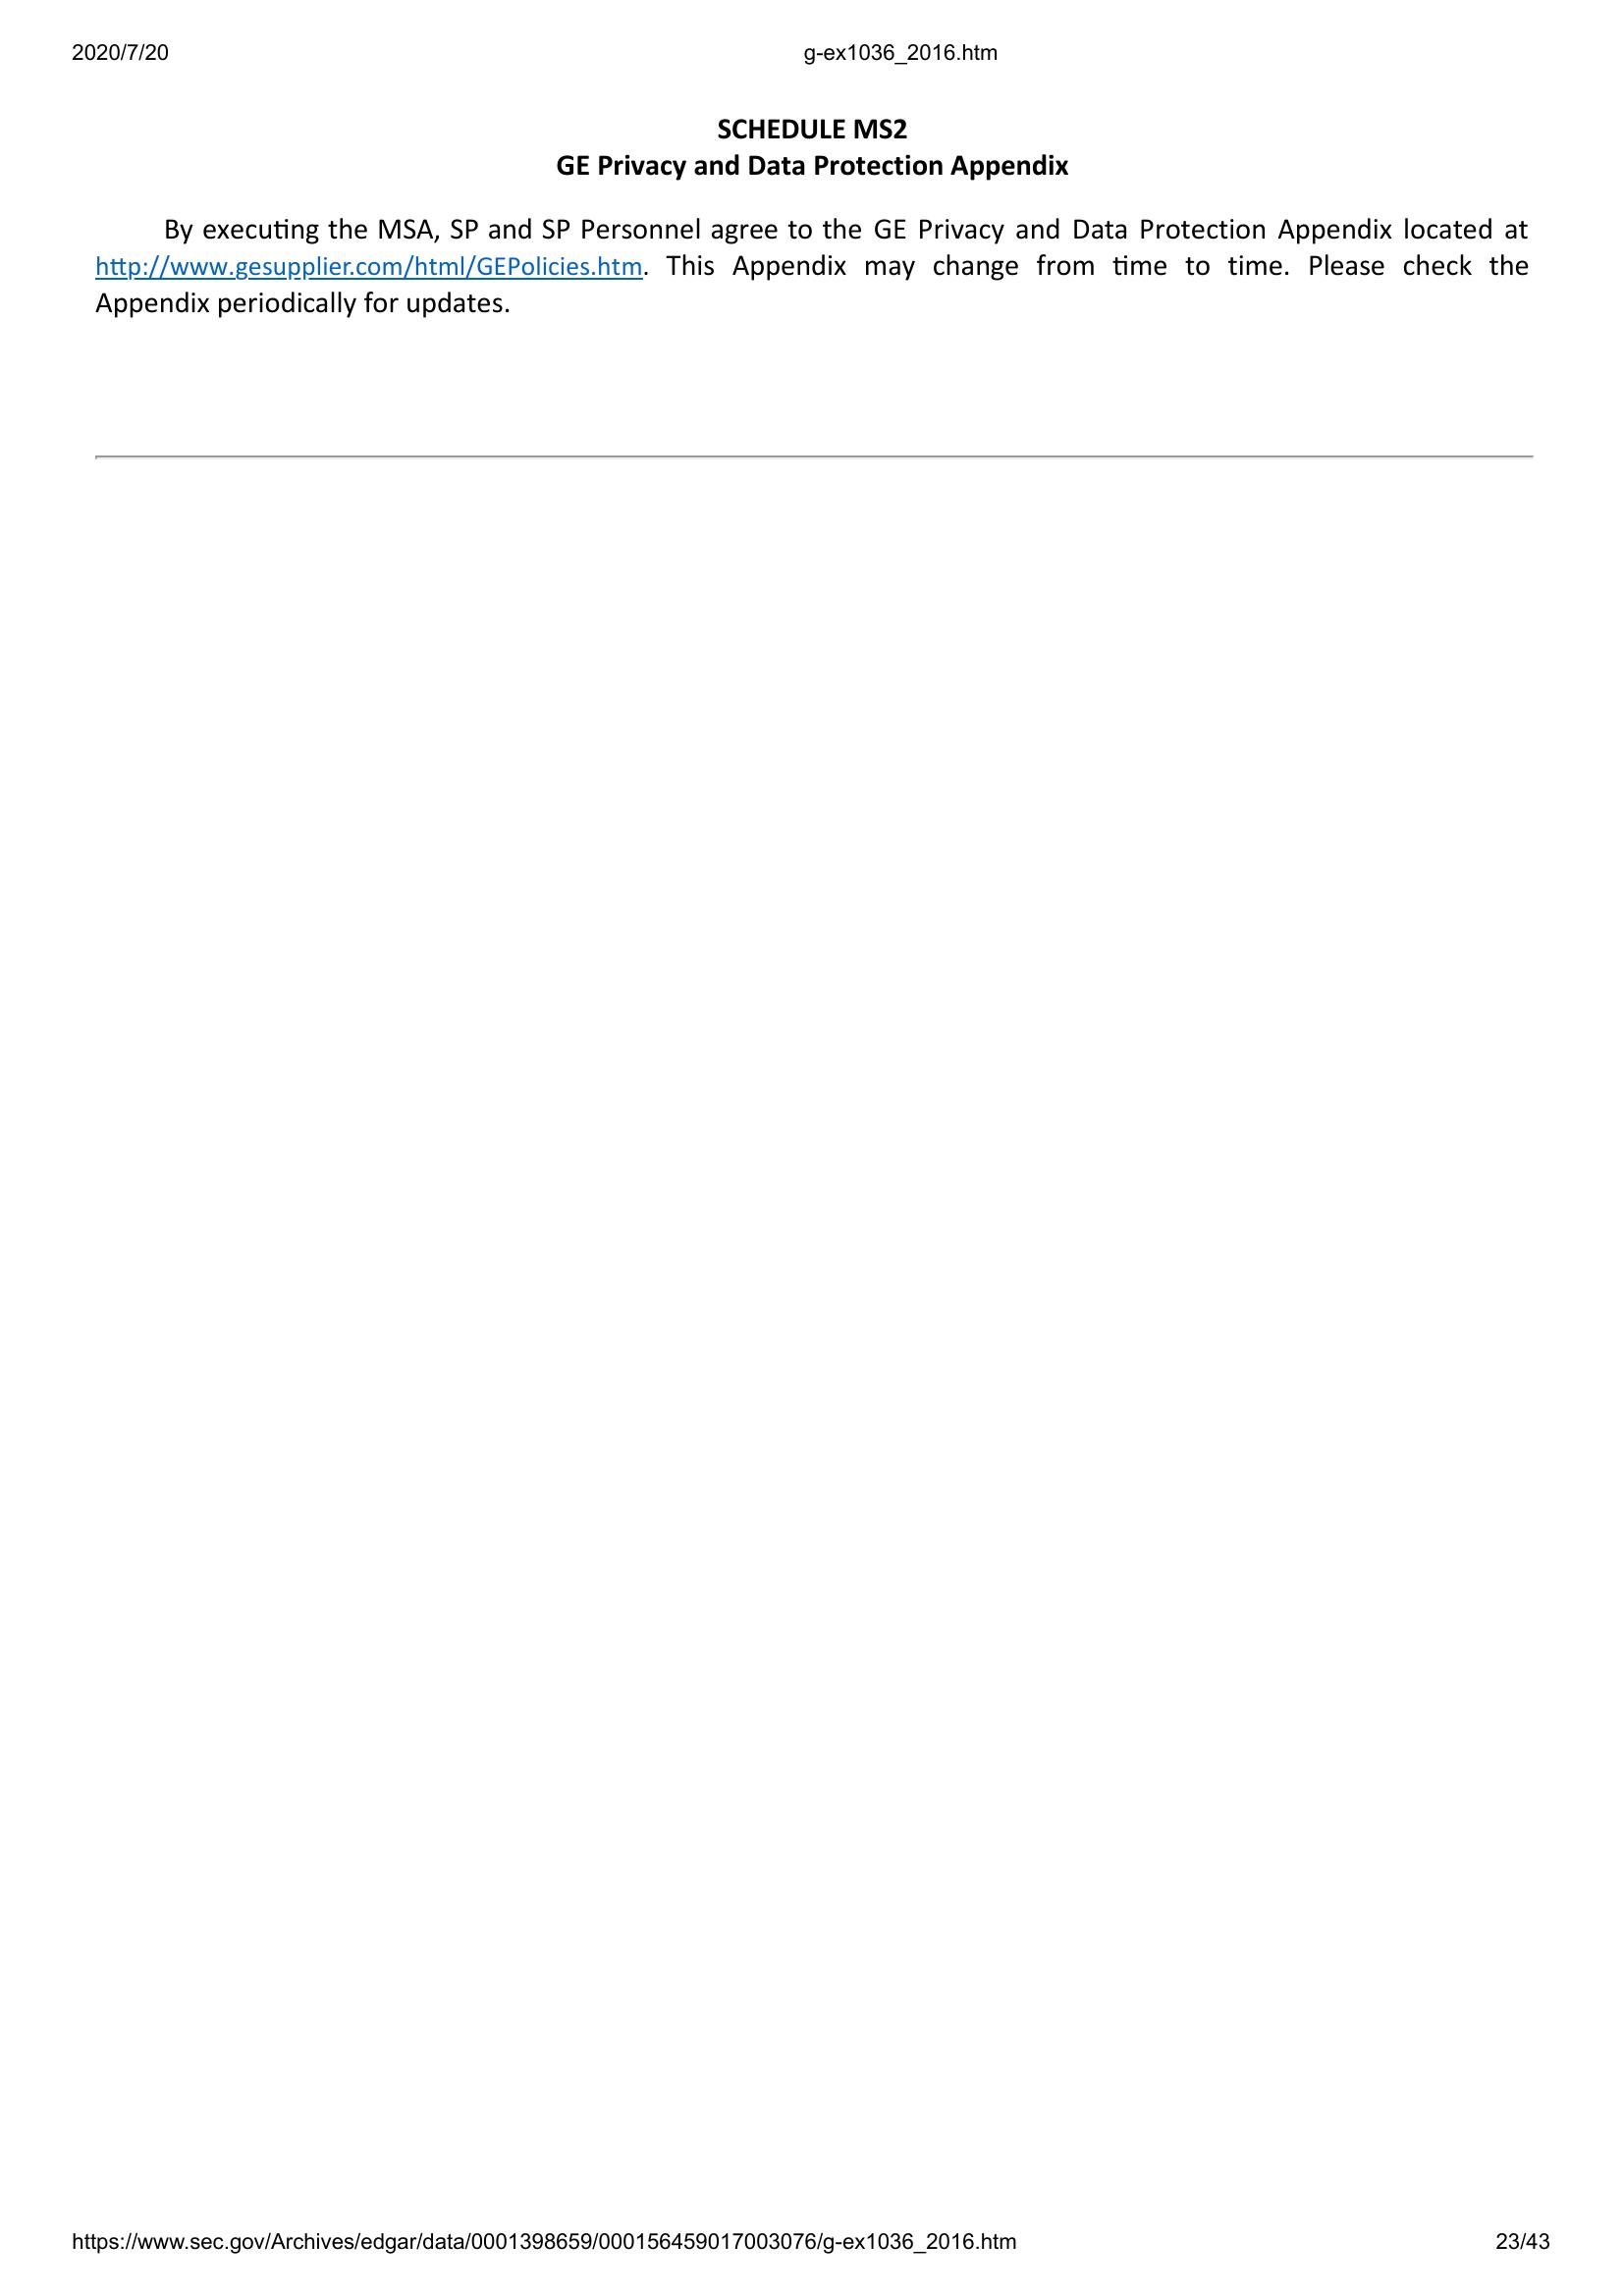 2020/7/20 g-ex1036_2016.htm
SCHEDULE MS2
GE Privacy and Data Protection Appendix
By executing the MSA, SP and SP Personnel agree to the GE Privacy and Data Protection Appendix located at
http://www.gesupplier.com/html/GEPolicies.htm. This Appendix may change from time to time. Please check the
Appendix periodically for updates.
https://www.sec.gov/Archives/edgar/data/0001398659/000156459017003076/g-ex1036_2016.htm 23/43